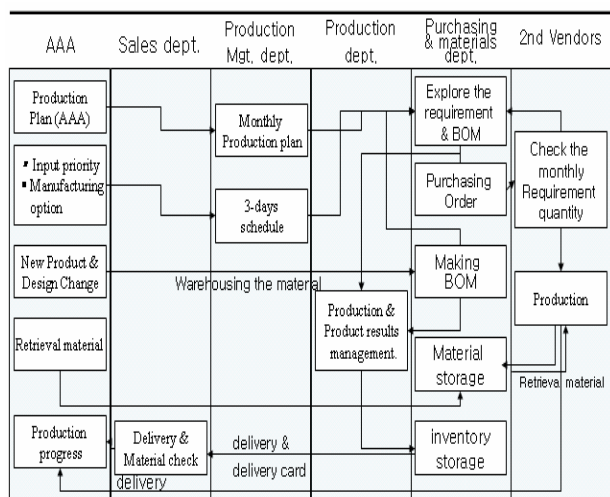 AAA
Sales dept.
Production
Mgt. dept.
Production
dept.
Purchasing
& materials
dept.
2nd Vendors
Production
Plan (AAA)
Monthly
Production plan
Explore the
requirement
& BOM
Check the
monthly
Requirement
quantity
▪ Input priority
▪ Manufacturing
option
3-days
schedule
Purchasing
Order
New Product &
Design Change
Warehousing the material
Making
BOM
Production
Production &
Product results
management.
Retrieval material
Material
storage
Retrieval material
Production
progress
Delivery &
Material check
delivery &
delivery card
inventory
storage
delivery